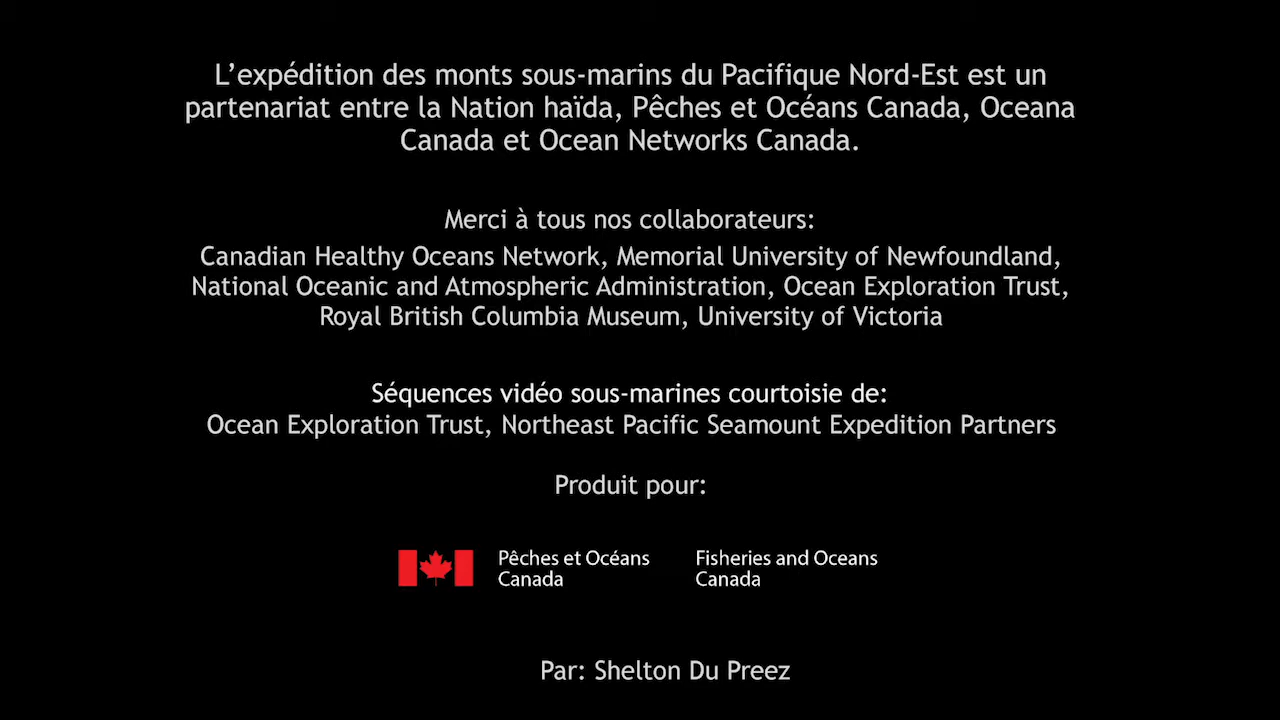 L’expédition des monts sous-marins du Pacifique Nord-Est est un
partenariat entre la Nation haïda, Pêches et Océans Canada, Oceana
Canada et Ocean Networks Canada.
Merci à tous nos collaborateurs:
Canadian Healthy Oceans Network, Memorial University of Newfoundland,
National Oceanic and Atmospheric Administration, Ocean Exploration Trust,
Royal British Columbia Museum, University of Victoria
Séquences vidéo sous-marines courtoisie de:
Ocean Exploration Trust, Northeast Pacific Seamount Expedition Partners
Produit pour:
Pêches et Océans
Canada
Fisheries and Oceans
Canada
Par: Shelton Du Preez